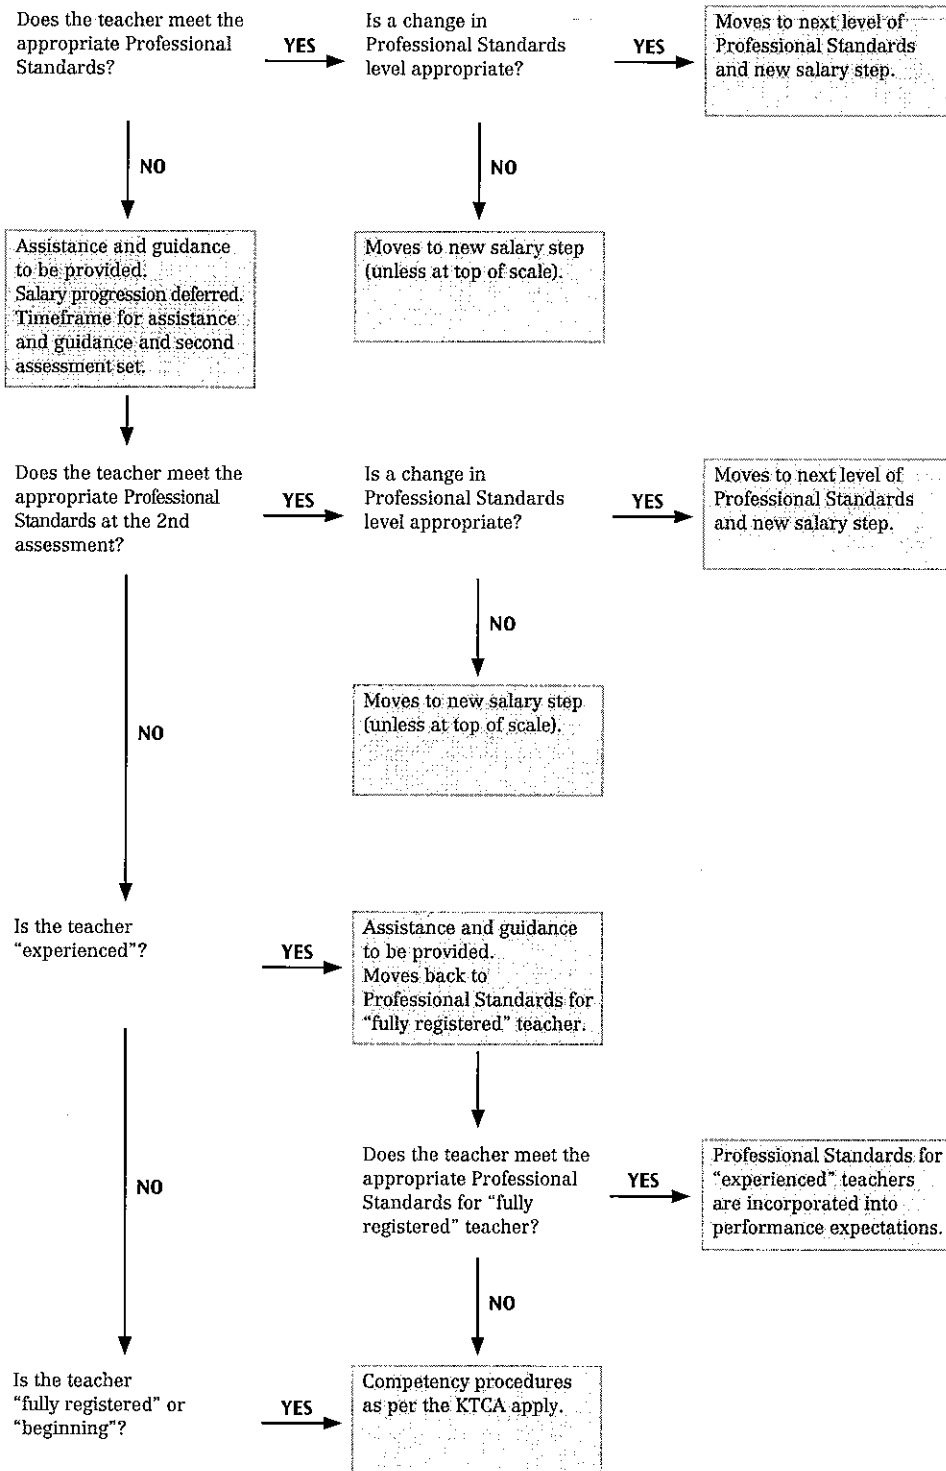 Does the teacher meet the
appropriate Professional
Standards?
YES
Is a change in
Professional Standards
level appropriate?
YES
Moves to next level of
Professional Standards
and new salary step.
NO
NO
Assistance and guidance
to be provided.
Salary progression deferred.
Timeframe for assistance
and guidance and second
assessment set.
Moves to new salary step
(unless at top of scale).
Does the teacher meet the
appropriate Professional
Standards at the 2nd
assessment?
YES
Is a change in
Professional Standards
level appropriate?
YES
Moves to next level of
Professional Standards
and new salary step.
NO
NO
Moves to new salary step
(unless at top of scale).
Is the teacher
“experienced”?
YES
Assistance and guidance
to be provided.
Moves back to
Professional Standards for
“fully registered” teacher.
NO
Does the teacher meet the
appropriate Professional
Standards for “fully
registered” teacher?
YES
Professional Standards for
“experienced” teachers
are incorporated into
performance expectations.
NO
Is the teacher
“fully registered” or
“beginning”?
YES
Competency procedures
as per the KTCA apply.